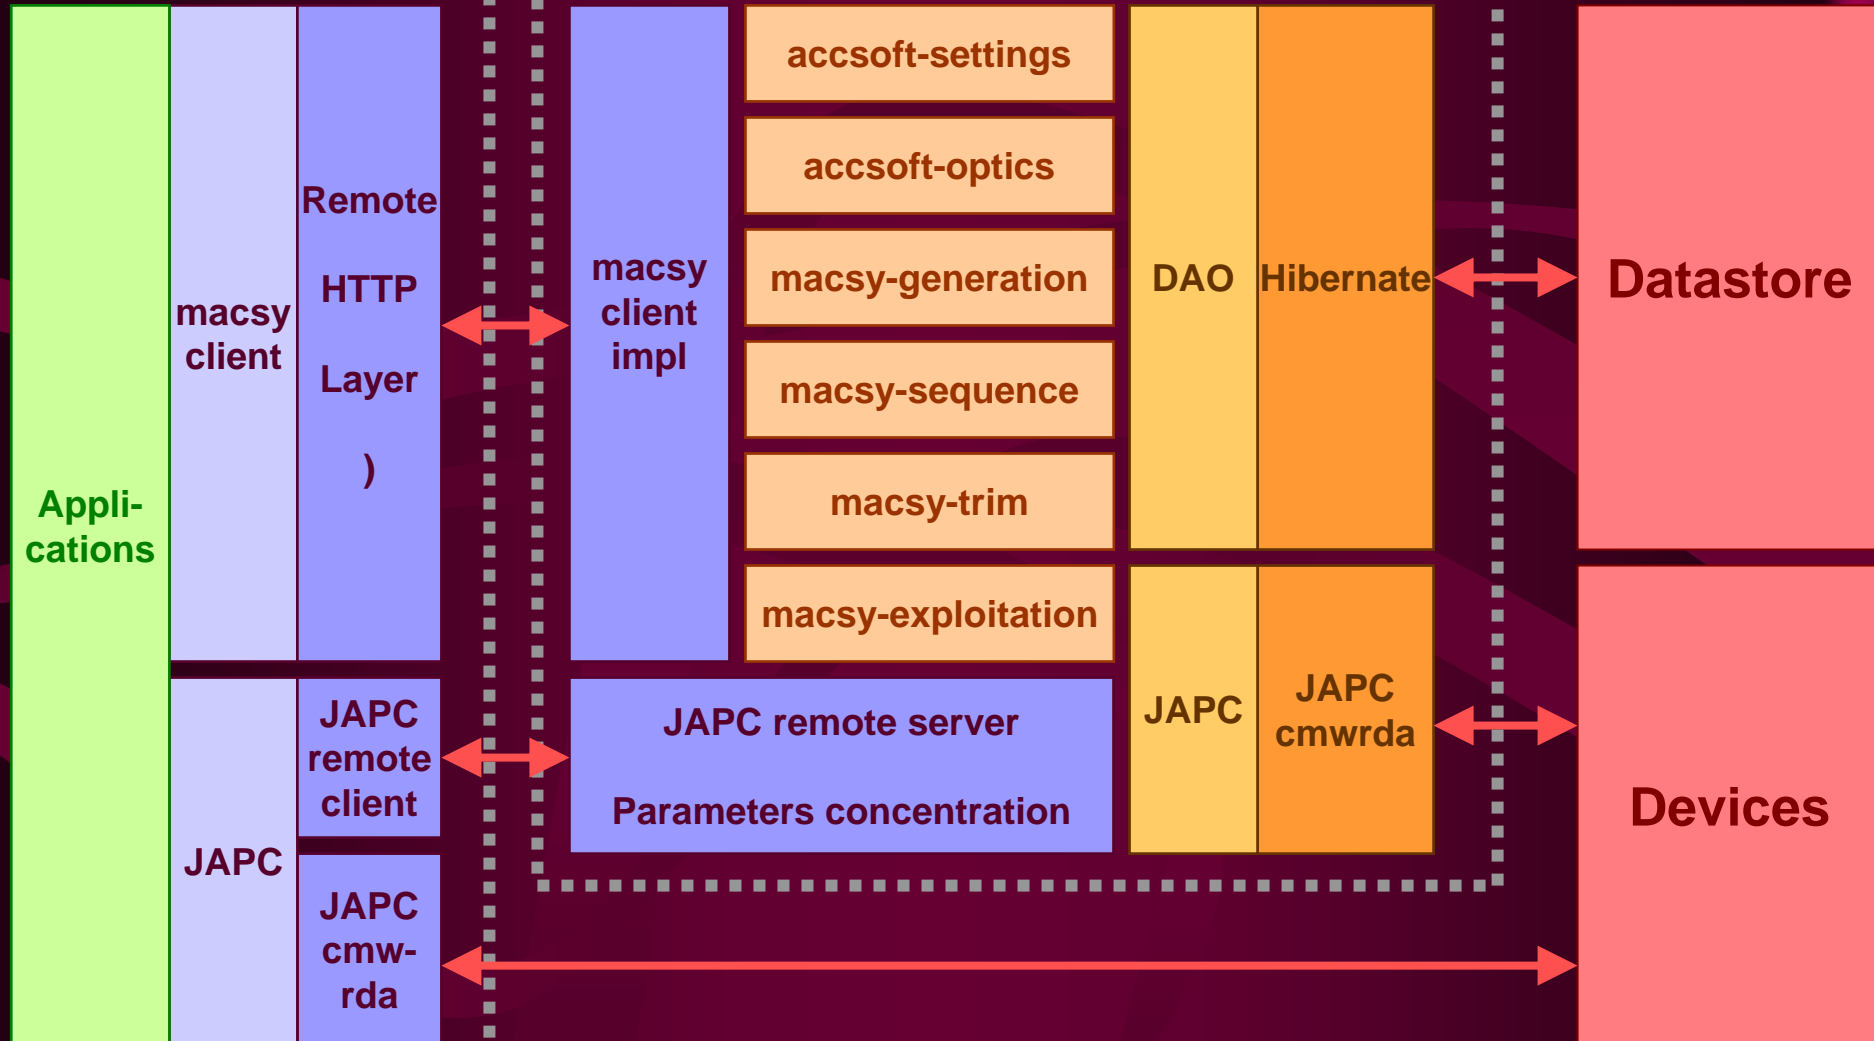 Appli-
cations
macsy
client
Remote
HTTP
Layer
)
JAPC
JAPC
remote
client
JAPC
cmw-
rda
macsy
client
impl
accsoft-settings
accsoft-optics
macsy-generation
macsy-sequence
macsy-trim
macsy-exploitation
JAPC remote server
Parameters concentration
DAO
Hibernate
JAPC
JAPC
cmwrda
Datastore
Devices